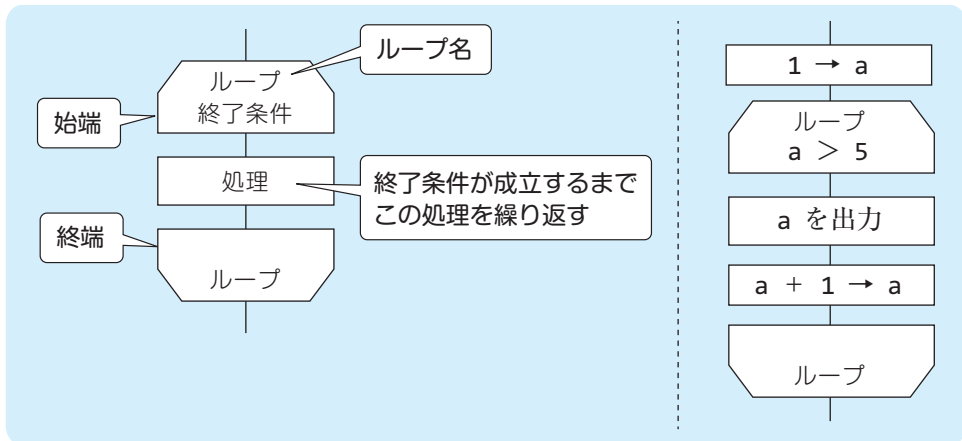 ループ名
ループ
終了条件
始端
処理
終了条件が成立するまで
この処理を繰り返す
終端
ループ
1 → a
ループ
a > 5
a を出力
a + 1 → a
ループ